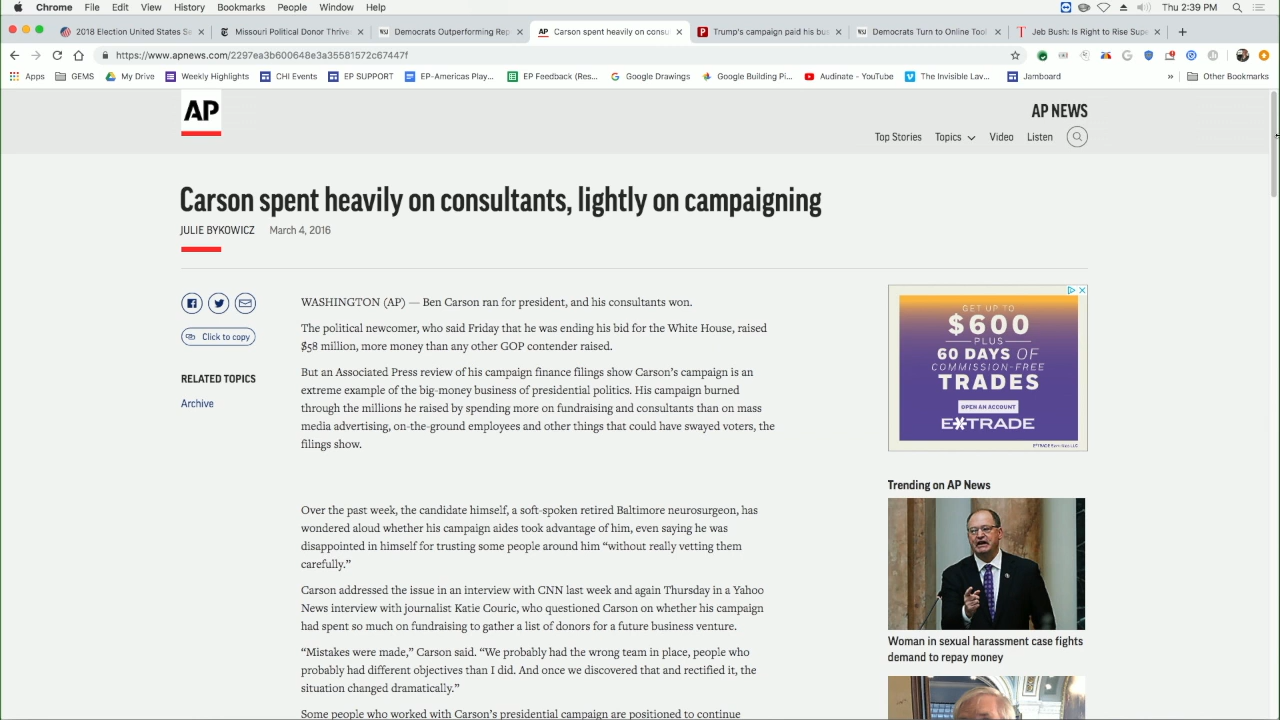 Chrome File Edit View History Bookmarks People Window Help Thu 2:39 PM
2018 Election United States Se
Missouri Political Donor Thrive
Democrats Outperforming Rep
AP Carson spent heavily on consu
Trump's campaign paid his bus
Democrats Turn to Online Tool
Jeb Bush: Is Right to Rise Supe
https://www.apnews.com/2297ea3b600648e3a35581572c67447f
Apps GEMS My Drive Weekly Highlights CHI Events EP SUPPORT EP-Americas Play... EP Feedback (Res... Google Drawings Google Building Pi... Audinate - YouTube The Invisible Lav... Jamboard » Other Bookmarks
AP
AP NEWS
Top Stories Topics Video Listen
Carson spent heavily on consultants, lightly on campaigning
JULIE BYKOWICZ March 4, 2016
Click to copy
RELATED TOPICS
Archive
WASHINGTON (AP) — Ben Carson ran for president, and his consultants won.
The political newcomer, who said Friday that he was ending his bid for the White House, raised
$58 million, more money than any other GOP contender raised.
But an Associated Press review of his campaign finance filings show Carson's campaign is an
extreme example of the big-money business of presidential politics. His campaign burned
through the millions he raised by spending more on fundraising and consultants than on mass
media advertising, on-the-ground employees and other things that could have swayed voters, the
filings show.
Over the past week, the candidate himself, a soft-spoken retired Baltimore neurosurgeon, has
wondered aloud whether his campaign aides took advantage of him, even saying he was
disappointed in himself for trusting some people around him “without really vetting them
carefully.”
Carson addressed the issue in an interview with CNN last week and again Thursday in a Yahoo
News interview with journalist Katie Couric, who questioned Carson on whether his campaign
had spent so much on fundraising to gather a list of donors for a future business venture.
“Mistakes were made,” Carson said. “We probably had the wrong team in place, people who
probably had different objectives than I did. And once we discovered that and rectified it, the
situation changed dramatically.”
Some people who worked with Carson's presidential campaign are positioned to continue
GET UP TO
$600
PLUS
60 DAYS OF
COMMISSION-FREE
TRADES
OPEN AN ACCOUNT
E*TRADE
Trending on AP News
Woman in sexual harassment case fights
demand to repay money